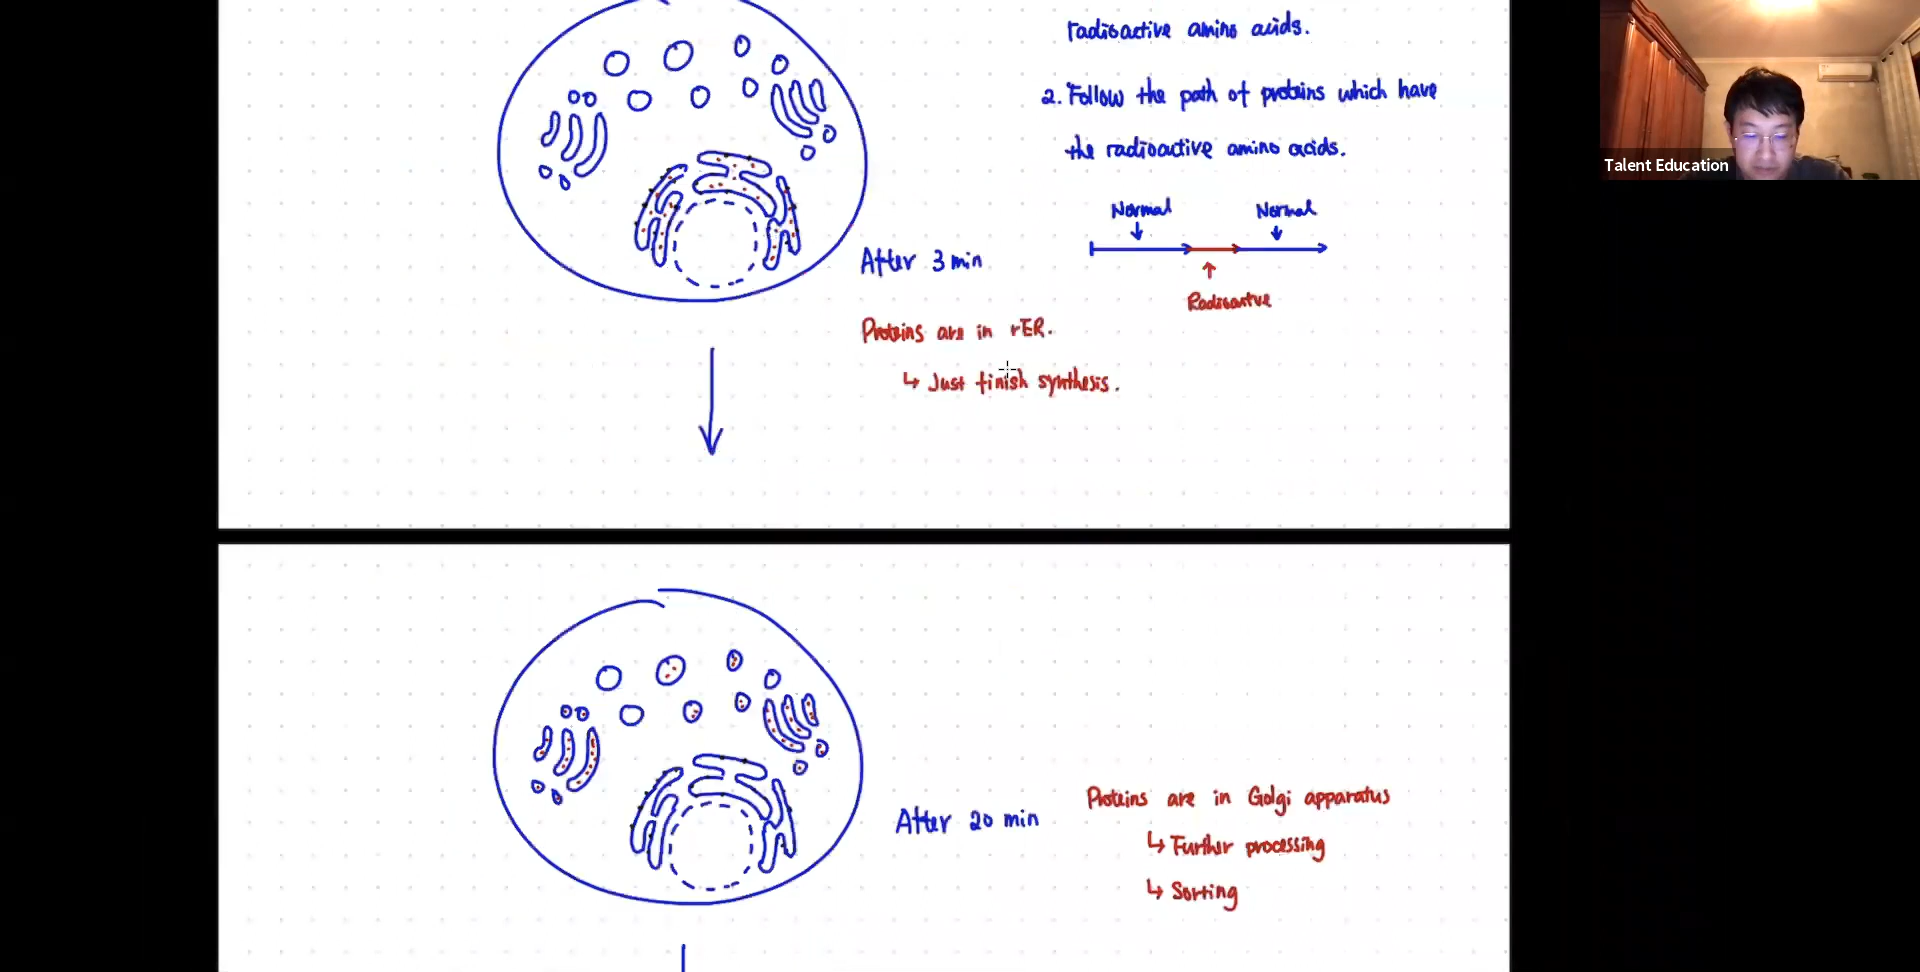 radioactive amino acids.
2. Follow the path of proteins which have
the radioactive amino acids.
Normal Normal
Radioactve
After 3 min
Proteins are in rER.
↳ Just finish synthesis.
After 20 min
Proteins are in Golgi apparatus
↳ Further processing
↳ Sorting
Talent Education